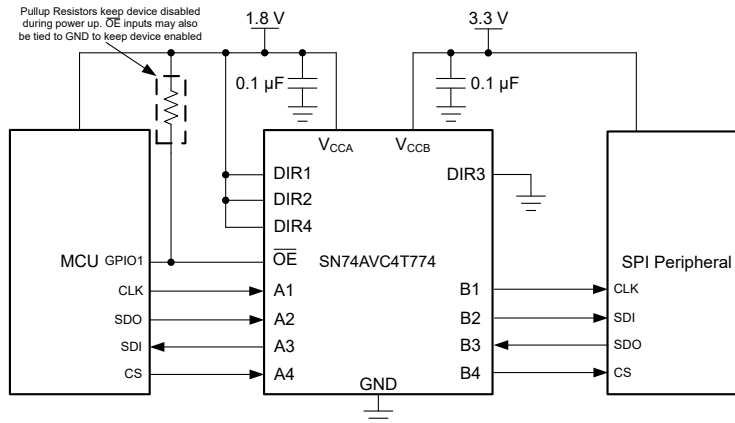 Pullup Resistors keep device disabled
during power up. OE inputs may also
be tied to GND to keep device enabled
1.8 V
3.3 V
0.1 µF
0.1 µF
VCCA
VCCB
DIR1
DIR2
DIR4
DIR3
MCU
GPIO1
OE
SN74AVC4T774
SPI Peripheral
CLK
A1
B1
CLK
SDO
A2
B2
SDI
SDI
A3
B3
SDO
CS
A4
B4
CS
GND